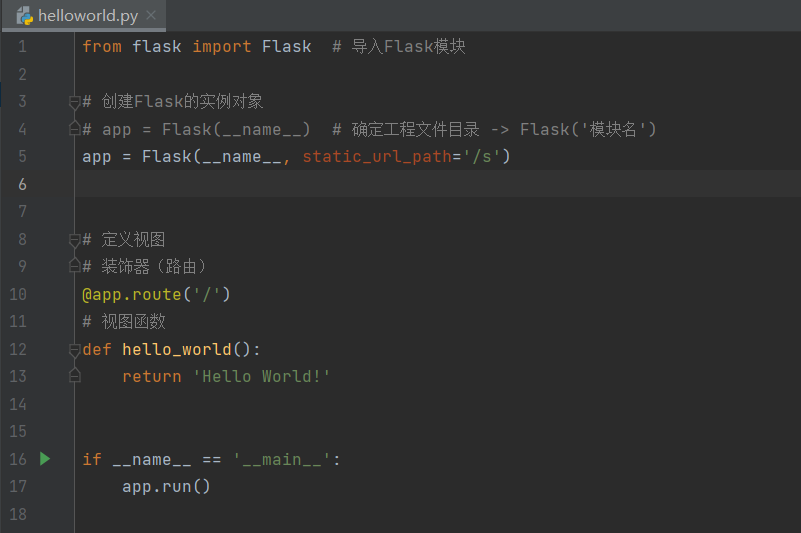 helloworld.py
1 from flask import Flask  # 导入Flask模块
2
3 # 创建Flask的实例对象
4 # app = Flask(__name__)  # 确定工程文件目录 -> Flask('模块名')
5 app = Flask(__name__, static_url_path='/s')
6
7
8 # 定义视图
9 # 装饰器（路由）
10 @app.route('/')
11 # 视图函数
12 def hello_world():
13     return 'Hello World!'
14
15
16 if __name__ == '__main__':
17     app.run()
18